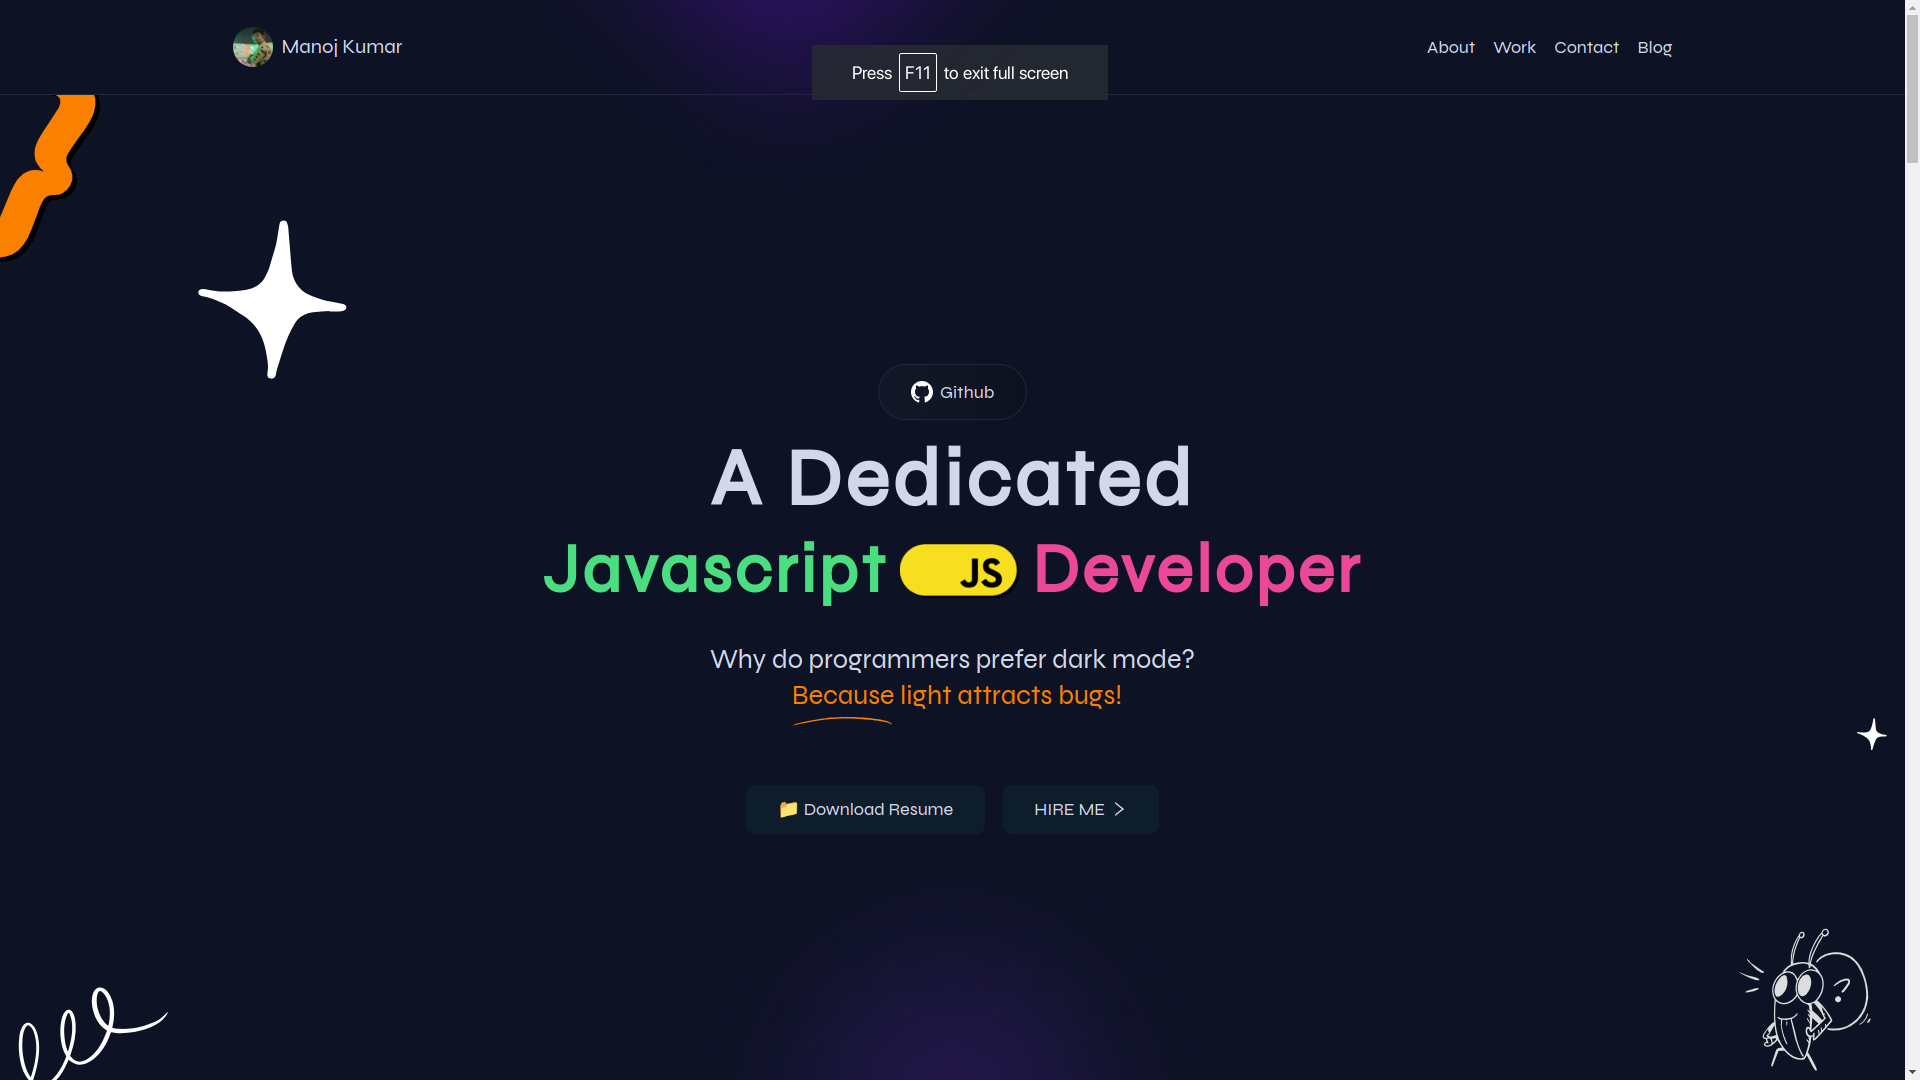 Manoj Kumar
About Work Contact Blog
Press F11 to exit full screen
Github
A Dedicated
Javascript JS Developer
Why do programmers prefer dark mode?
Because light attracts bugs!
📁 Download Resume
HIRE ME >
?